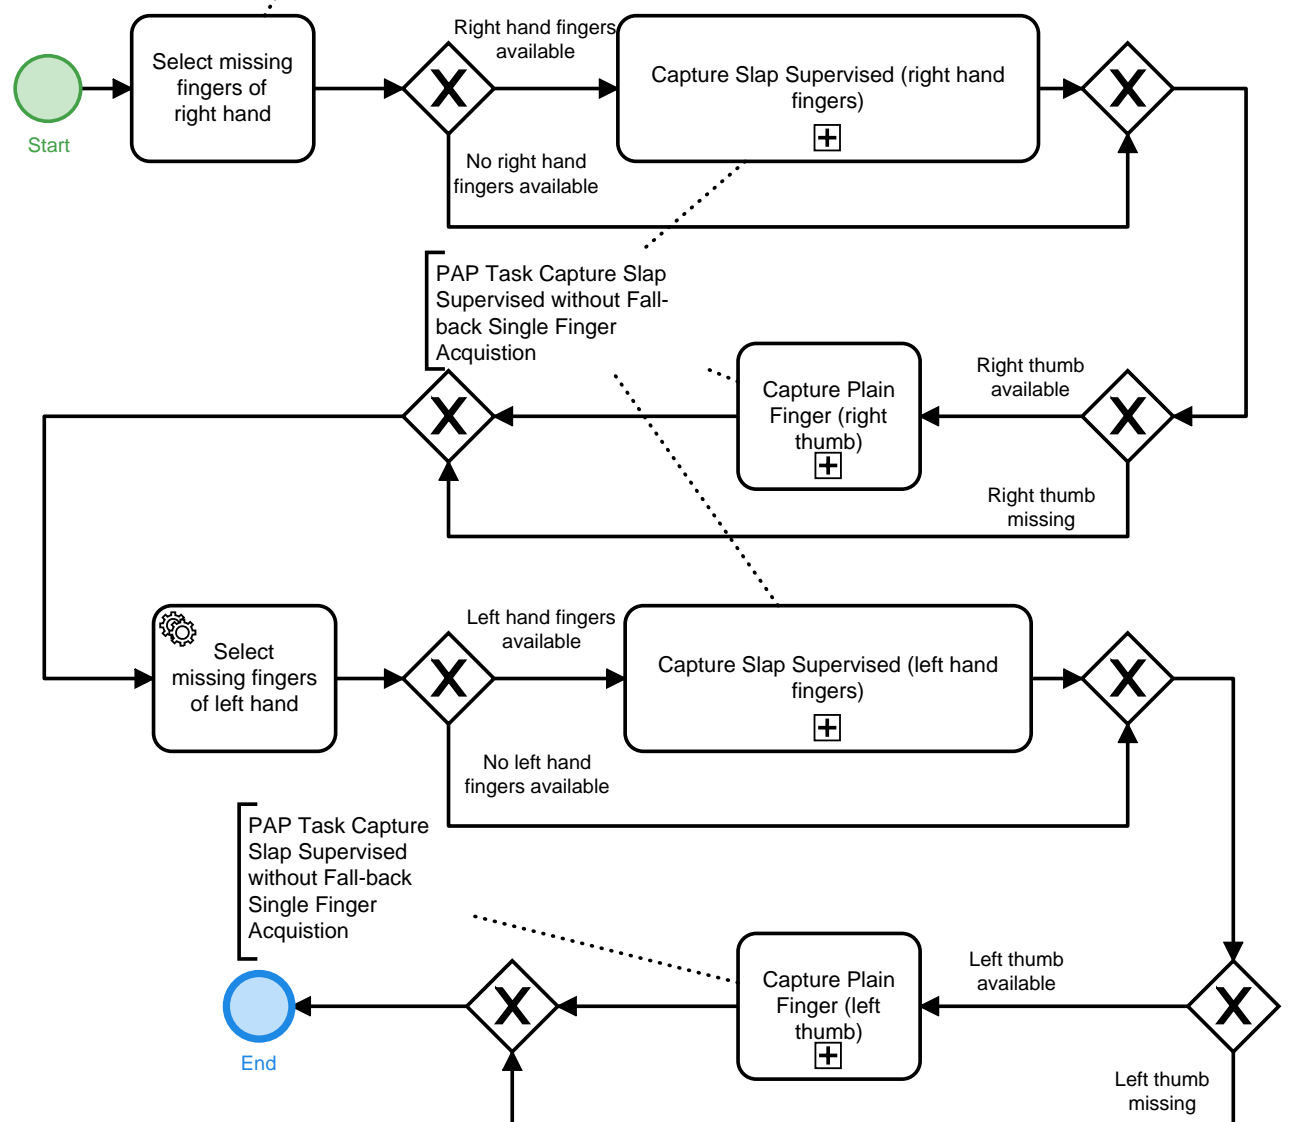 Right hand fingers
available
Select missing
fingers of
right hand
Capture Slap Supervised (right hand
fingers)
Start
No right hand
fingers available
PAP Task Capture Slap
Supervised without Fall-
back Single Finger
Acquistion
Right thumb
available
Capture Plain
Finger (right
thumb)
Right thumb
missing
Left hand fingers
available
Select
missing fingers
of left hand
Capture Slap Supervised (left hand
fingers)
No left hand
fingers available
PAP Task Capture
Slap Supervised
without Fall-back
Single Finger
Acquistion
Left thumb
available
Capture Plain
Finger (left
thumb)
End
Left thumb
missing